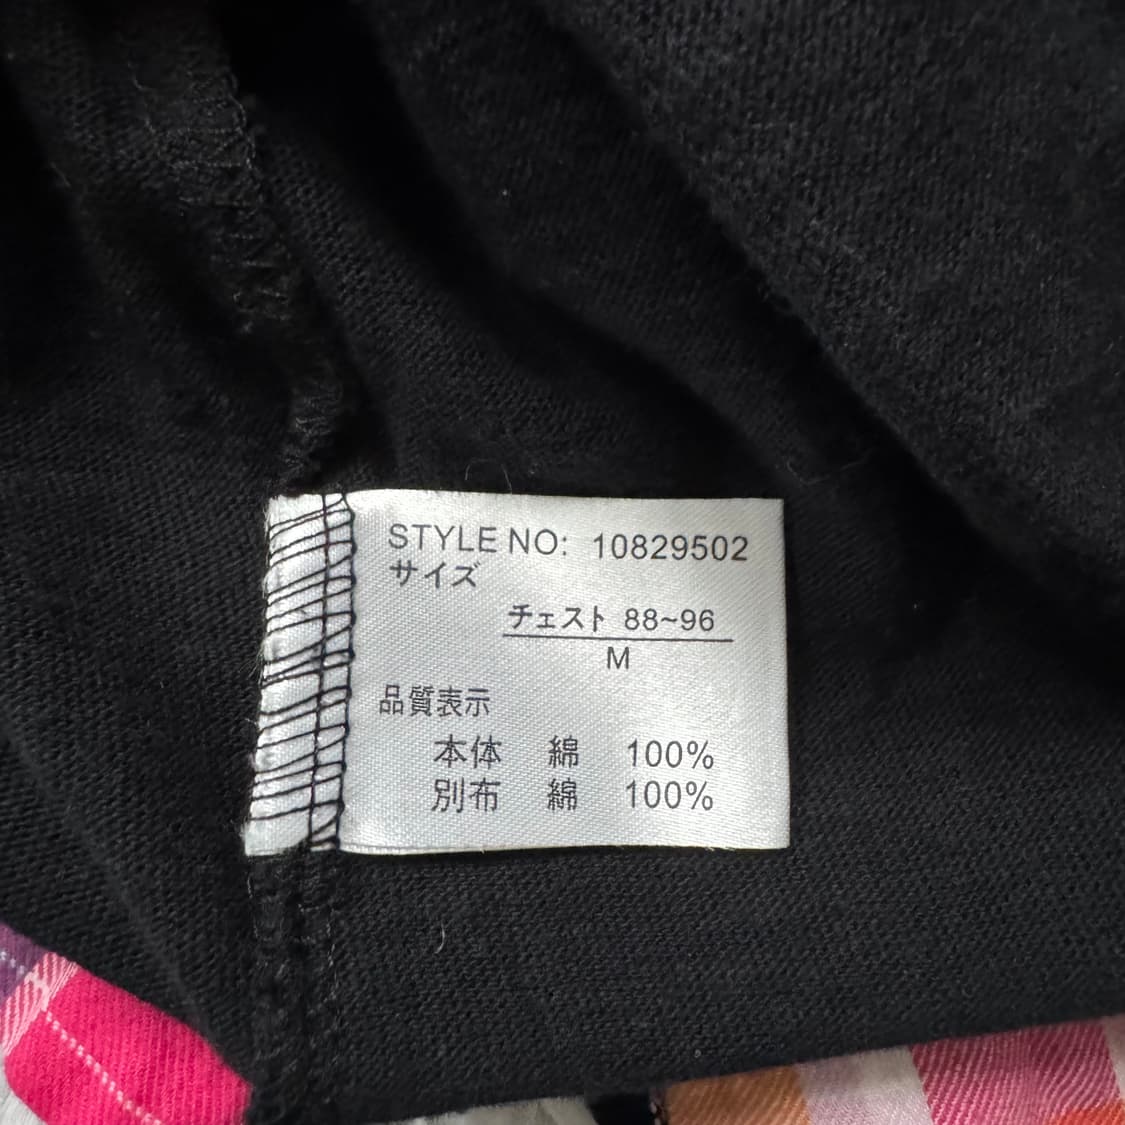 STYLE NO: 10829502
サイズ
チェスト 88~96
M
品質表示
本体 綿 100%
別布 綿 100%